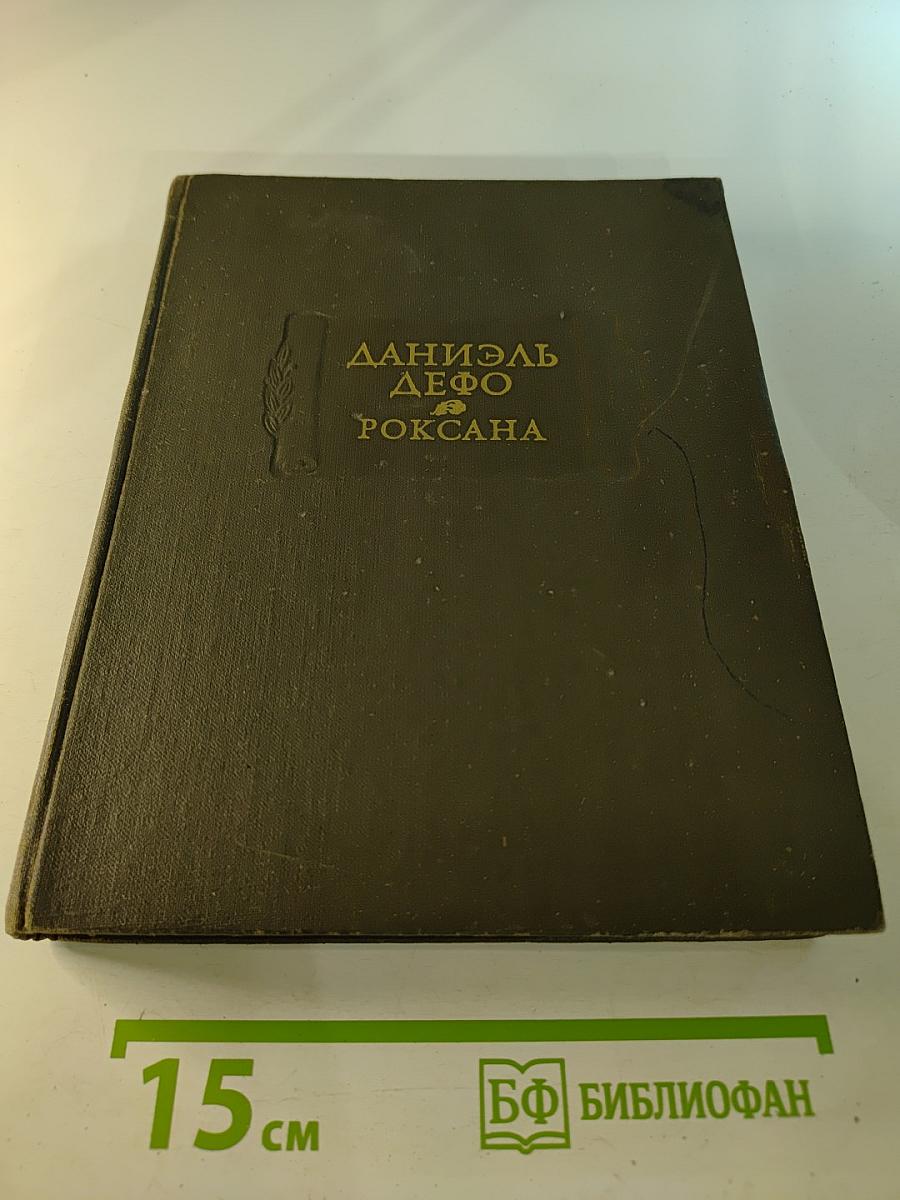 ДАНИЭЛЬ
ДЕФО
РОКСАНА
15 см
БФ БИБЛИОФАН